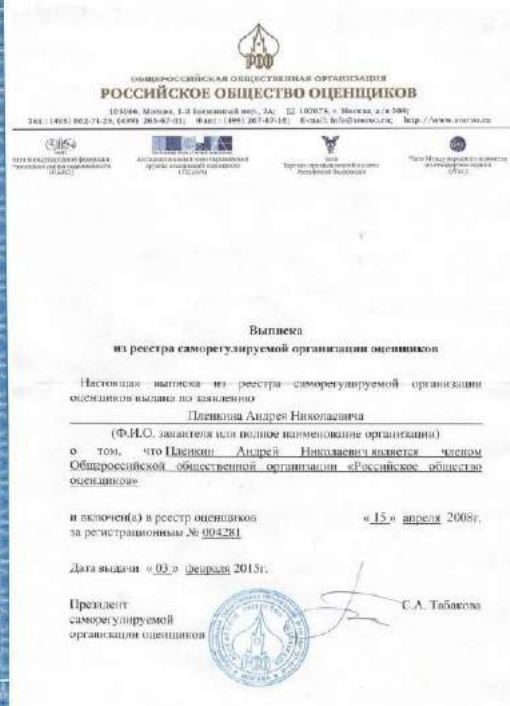 РОО
ОБЩЕРОССИЙСКАЯ ОБЩЕСТВЕННАЯ ОРГАНИЗАЦИЯ
РОССИЙСКОЕ ОБЩЕСТВО ОЦЕНЩИКОВ
Выписка
из реестра саморегулируемой организации оценщиков
Настоящая выписка из реестра саморегулируемой организации
оценщиков выдана по заявлению
Пленкина Андрея Николаевича
(Ф.И.О. заявителя или полное наименование организации)
о том, что Пленкин Андрей Николаевич является членом
Общероссийской общественной организации «Российское общество
оценщиков»
и включен(а) в реестр оценщиков « 15 » апреля 2008г.
за регистрационным № 004281
Дата выдачи « 03 » февраля 2015г.
Президент С.А. Табакова
саморегулируемой
организации оценщиков
РОО